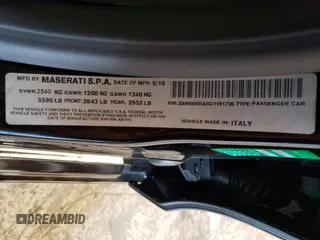 MFD BY MASERATI S.P.A. DATE OF MFR: 5/16
GVWR: 2540 KG GAWR: 1200 KG GAWR: 1340 KG
5595 LB FRONT: 2643 LB REAR: 2952 LB
TYPE: PASSENGER CAR
THIS VEHICLE CONFORMS TO ALL APPLICABLE U.S.A. FEDERAL MOTOR
VEHICLE SAFETY AND THEFT PREVENTION STANDARDS IN EFFECT ON THE
DATE OF MANUFACTURE SHOWN ABOVE
VEHICLE MADE IN: ITALY
DREAMBID